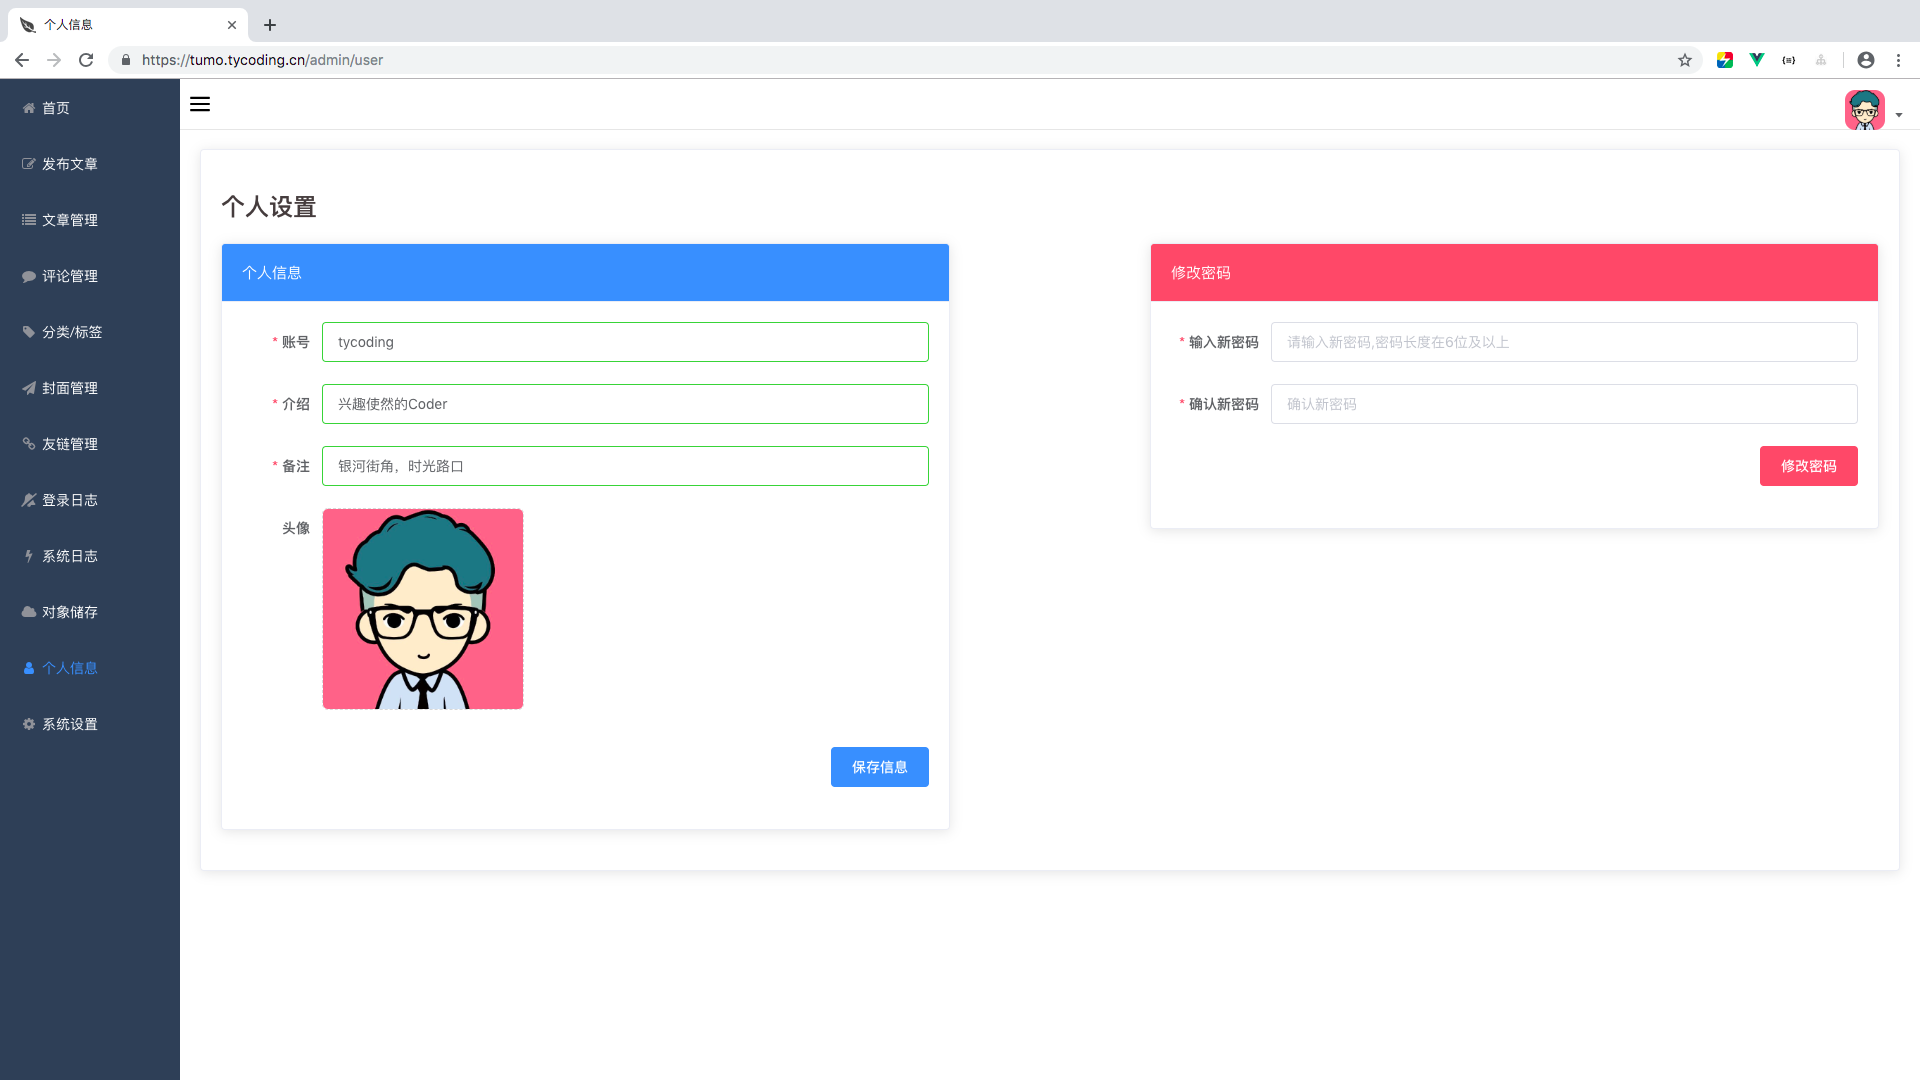 个人信息
https://tumo.tycoding.cn/admin/user
首页
发布文章
文章管理
评论管理
分类/标签
封面管理
友链管理
登录日志
系统日志
对象储存
个人信息
系统设置
个人设置
个人信息
* 账号 tycoding
* 介绍 兴趣使然的Coder
* 备注 银河街角，时光路口
头像
保存信息
修改密码
* 输入新密码 请输入新密码,密码长度在6位及以上
* 确认新密码 确认新密码
修改密码